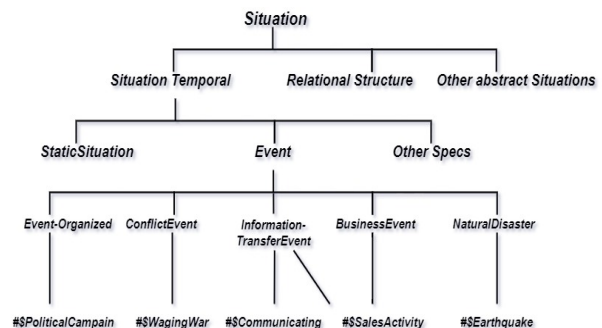 Situation
Situation Temporal Relational Structure Other abstract Situations
StaticSituation Event Other Specs
Event-Organized ConflictEvent Information- BusinessEvent NaturalDisaster
TransferEvent
#$PoliticalCampain #$WagingWar #$Communicating #$SalesActivity #$Earthquake